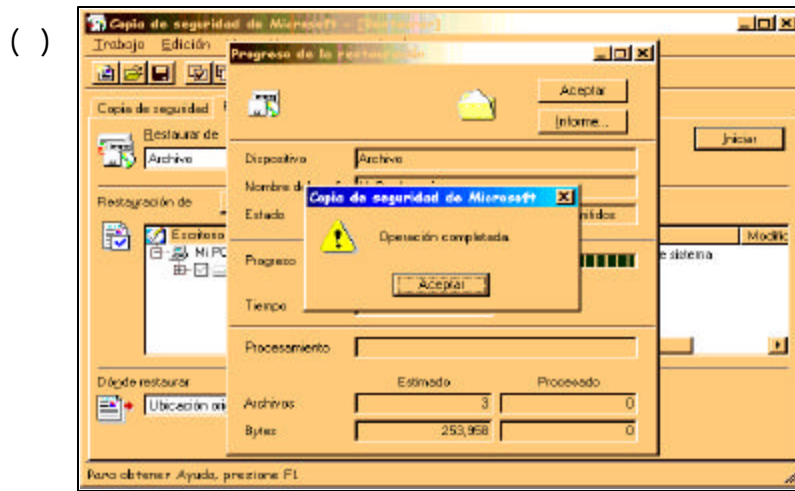 ( )
Copia de seguridad de Microsoft - [
Trabajo Edición
Progreso de la restauración
Aceptar
Informe...
Copia de seguridad
Restaurar de
Archivo
Iniciar
Dispositivo Archivo
Nombre
Restauración de
Estado
Copia de seguridad de Microsoft
Operación completada
Aceptar
Escritorio
Mi PC
Modific
e sistema
Progreso
Tiempo
Procesamiento
Dónde restaurar
Ubicación ori
Estimado Procesado
Archivos 3 0
Bytes 253,958 0
Para obtener Ayuda, presione F1